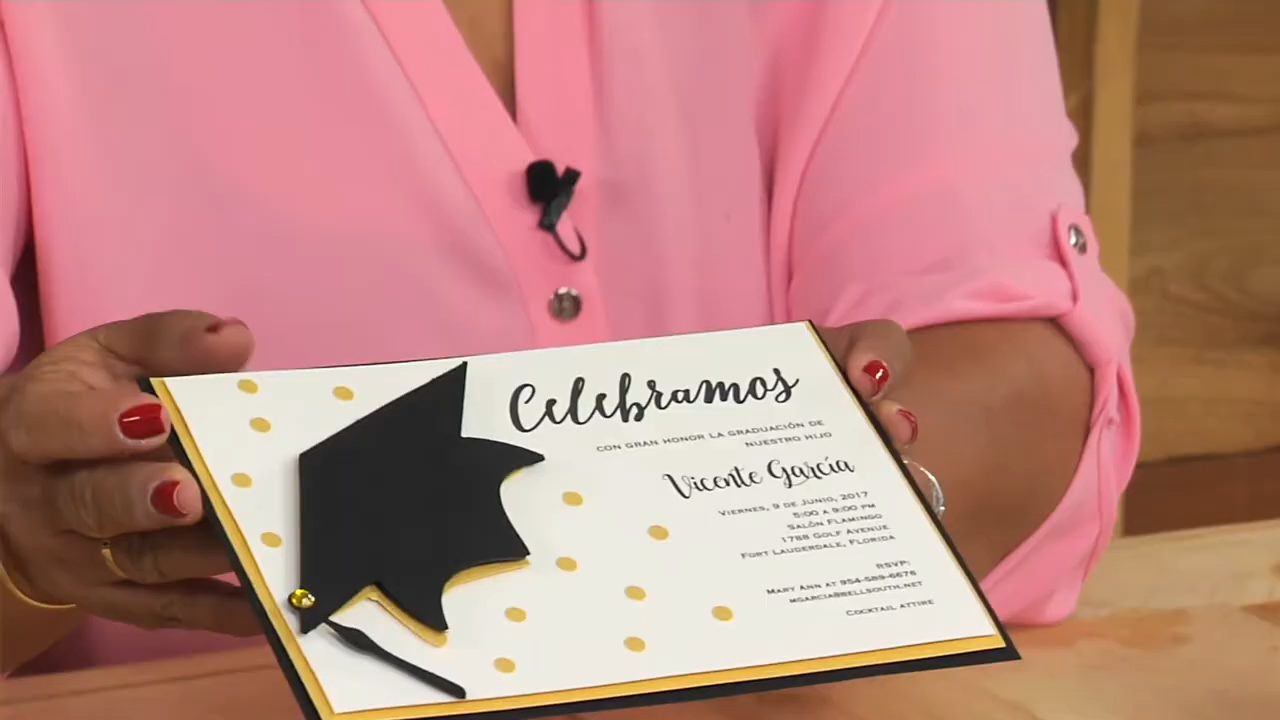 Celebramos
CON GRAN HONOR LA GRADUACIÓN DE
NUESTRO HIJO
Vicente García
VIERNES, 9 DE JUNIO, 2017
5:00 A 9:00 PM
SALÓN FLAMINGO
1788 GOLF AVENUE
FORT LAUDERDALE, FLORIDA
RSVP:
MARY ANN AT 954-589-6676
MGARCIA@BELLSOUTH.NET
COCKTAIL ATTIRE